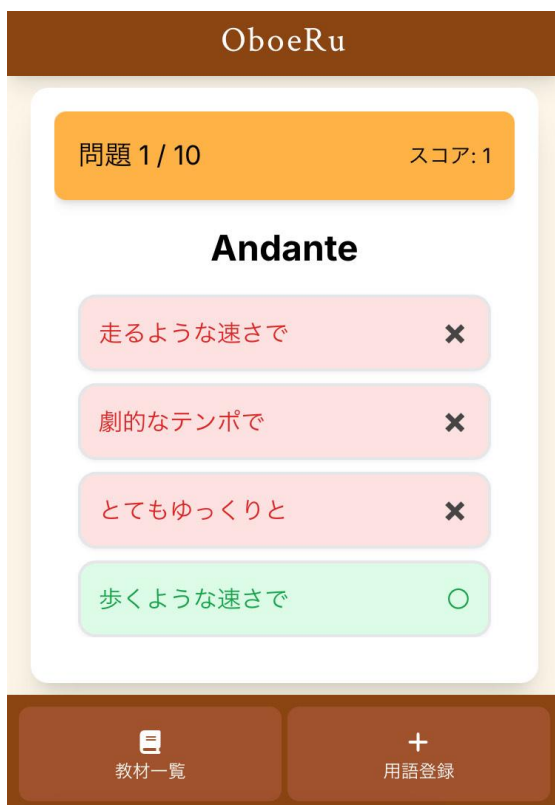 OboeRu
問題 1 / 10 スコア: 1
Andante
走るような速さで ✖
劇的なテンポで ✖
とてもゆっくりと ✖
歩くような速さで ○
教材一覧 用語登録